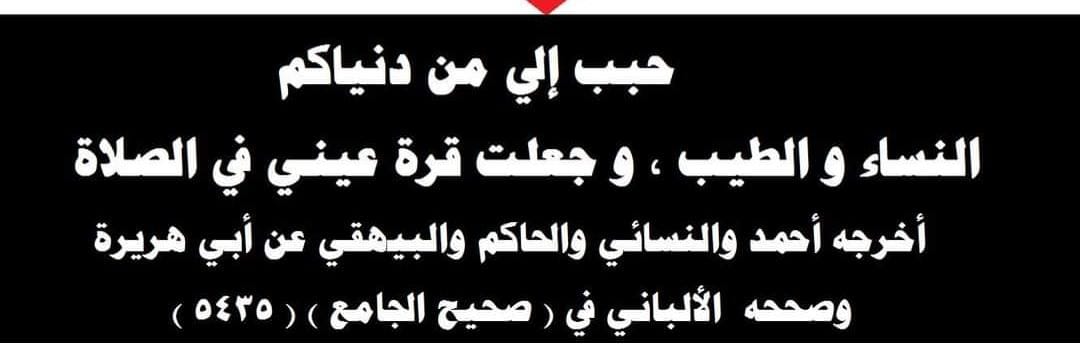 حبب إلي من دنياكم
النساء و الطيب ، و جعلت قرة عيني في الصلاة
أخرجه أحمد والنسائي والحاكم والبيهقي عن أبي هريرة
وصححه الألباني في ( صحيح الجامع ) ( ٥٤٣٥ )